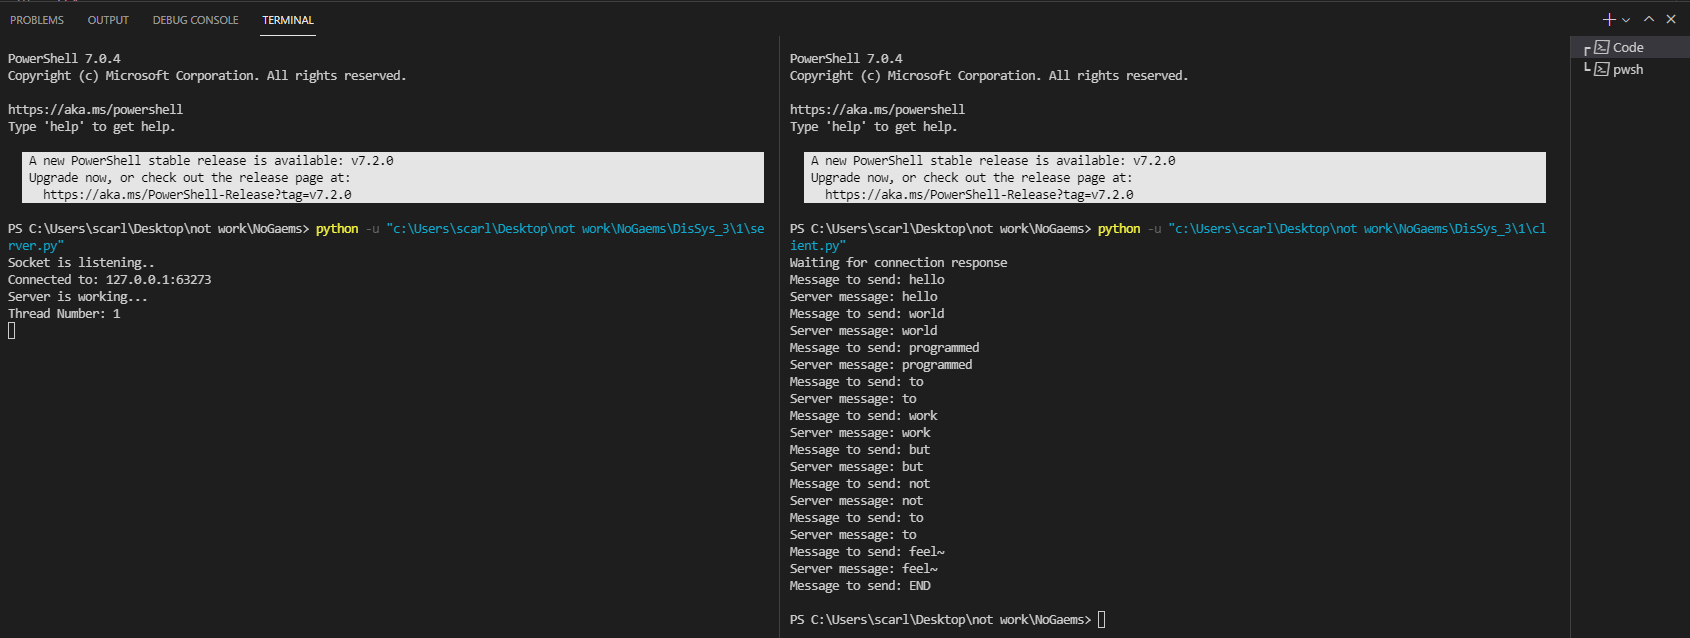 PROBLEMS OUTPUT DEBUG CONSOLE TERMINAL
PowerShell 7.0.4
Copyright (c) Microsoft Corporation. All rights reserved.
https://aka.ms/powershell
Type 'help' to get help.
A new PowerShell stable release is available: v7.2.0
Upgrade now, or check out the release page at:
https://aka.ms/PowerShell-Release?tag=v7.2.0
PS C:\Users\scarl\Desktop\not work\NoGaems> python -u "c:\Users\scarl\Desktop\not work\NoGaems\DisSys_3\1\se
rver.py"
Socket is listening..
Connected to: 127.0.0.1:63273
Server is working...
Thread Number: 1
PowerShell 7.0.4
Copyright (c) Microsoft Corporation. All rights reserved.
https://aka.ms/powershell
Type 'help' to get help.
A new PowerShell stable release is available: v7.2.0
Upgrade now, or check out the release page at:
https://aka.ms/PowerShell-Release?tag=v7.2.0
PS C:\Users\scarl\Desktop\not work\NoGaems> python -u "c:\Users\scarl\Desktop\not work\NoGaems\DisSys_3\1\cl
ient.py"
Waiting for connection response
Message to send: hello
Server message: hello
Message to send: world
Server message: world
Message to send: programmed
Server message: programmed
Message to send: to
Server message: to
Message to send: work
Server message: work
Message to send: but
Server message: but
Message to send: not
Server message: not
Message to send: to
Server message: to
Message to send: feel~
Server message: feel~
Message to send: END
PS C:\Users\scarl\Desktop\not work\NoGaems>
Code
pwsh